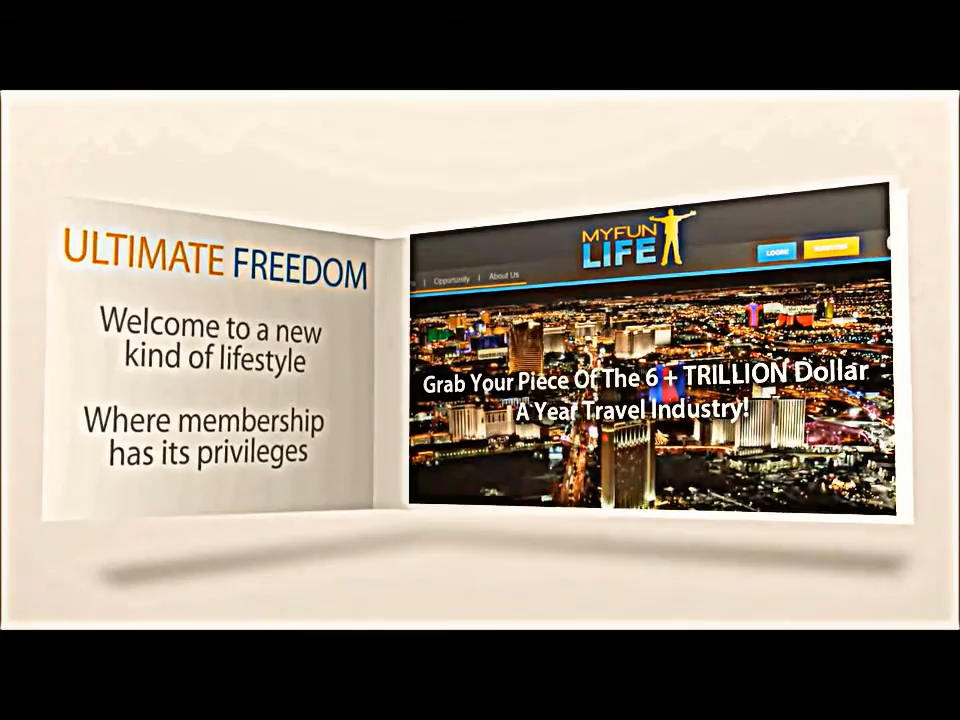 ULTIMATE FREEDOM
Welcome to a new
kind of lifestyle
Where membership
has its privileges
MYFUN
LIFE
| Opportunity | About Us
LOGIN
Grab Your Piece Of The 6 + TRILLION Dollar
A Year Travel Industry!